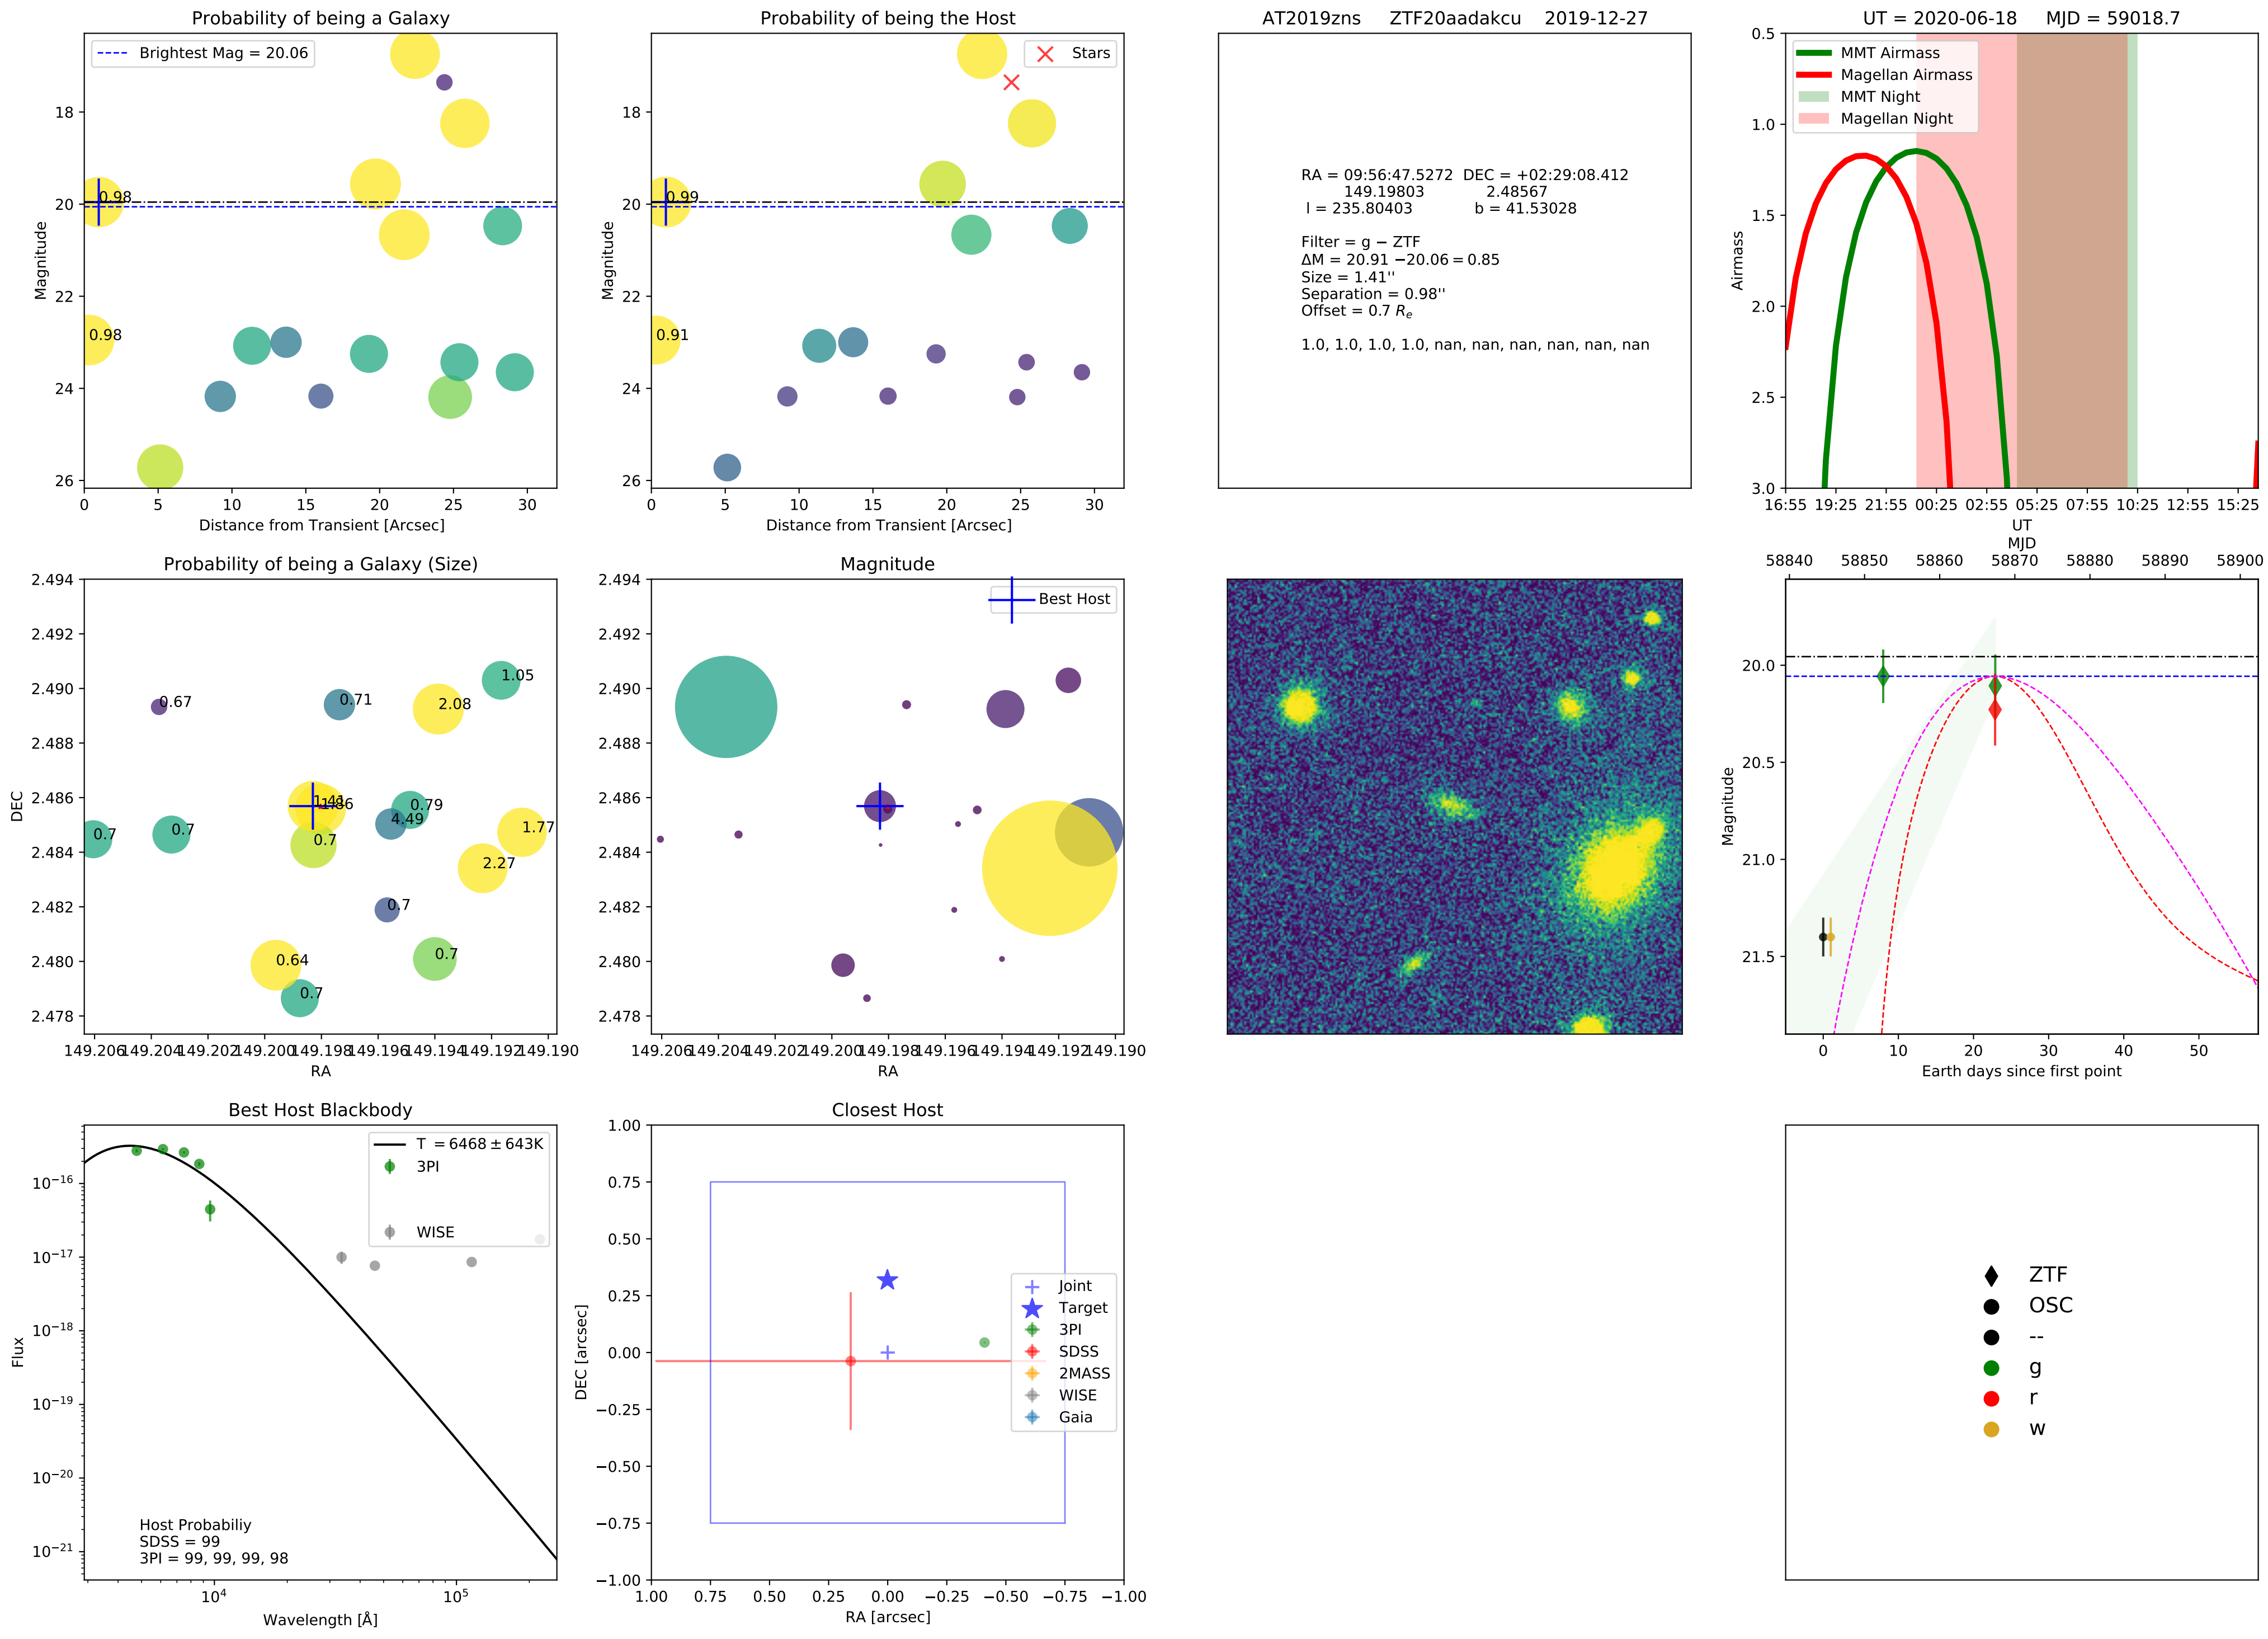 Probability of being a Galaxy
Brightest Mag = 20.06
0.98
0.98
18
20
22
24
26
Magnitude
0 5 10 15 20 25 30
Distance from Transient [Arcsec]
Probability of being the Host
Stars
0.99
0.91
18
20
22
24
26
Magnitude
0 5 10 15 20 25 30
Distance from Transient [Arcsec]
AT2019zns ZTF20aadakcu 2019-12-27
RA = 09:56:47.5272 DEC = +02:29:08.412
149.19803 2.48567
l = 235.80403 b = 41.53028
Filter = g − ZTF
ΔM = 20.91 −20.06 = 0.85
Size = 1.41''
Separation = 0.98''
Offset = 0.7 Re
1.0, 1.0, 1.0, 1.0, nan, nan, nan, nan, nan, nan
UT = 2020-06-18 MJD = 59018.7
MMT Airmass
Magellan Airmass
MMT Night
Magellan Night
0.5
1.0
1.5
2.0
2.5
3.0
Airmass
16:55 19:25 21:55 00:25 02:55 05:25 07:55 10:25 12:55 15:25
UT
Probability of being a Galaxy (Size)
2.494
2.492
2.490
2.488
2.486
2.484
2.482
2.480
2.478
DEC
1.05
0.67
0.71
2.08
1.41
1.86
0.79
4.49
0.7
0.7
0.7
1.77
2.27
0.7
0.7
0.64
0.7
149.206 149.204 149.202 149.200 149.198 149.196 149.194 149.192 149.190
RA
Magnitude
Best Host
2.494
2.492
2.490
2.488
2.486
2.484
2.482
2.480
2.478
149.206 149.204 149.202 149.200 149.198 149.196 149.194 149.192 149.190
RA
MJD
58840 58850 58860 58870 58880 58890 58900
20.0
20.5
21.0
21.5
Magnitude
0 10 20 30 40 50
Earth days since first point
Best Host Blackbody
T = 6468 ± 643K
3PI
WISE
10−16
10−17
10−18
10−19
10−20
10−21
Flux
Host Probabiliy
SDSS = 99
3PI = 99, 99, 99, 98
104 105
Wavelength [Å]
Closest Host
1.00
0.75
0.50
0.25
0.00
−0.25
−0.50
−0.75
−1.00
DEC [arcsec]
Joint
Target
3PI
SDSS
2MASS
WISE
Gaia
1.00 0.75 0.50 0.25 0.00 −0.25 −0.50 −0.75 −1.00
RA [arcsec]
ZTF
OSC
--
g
r
w